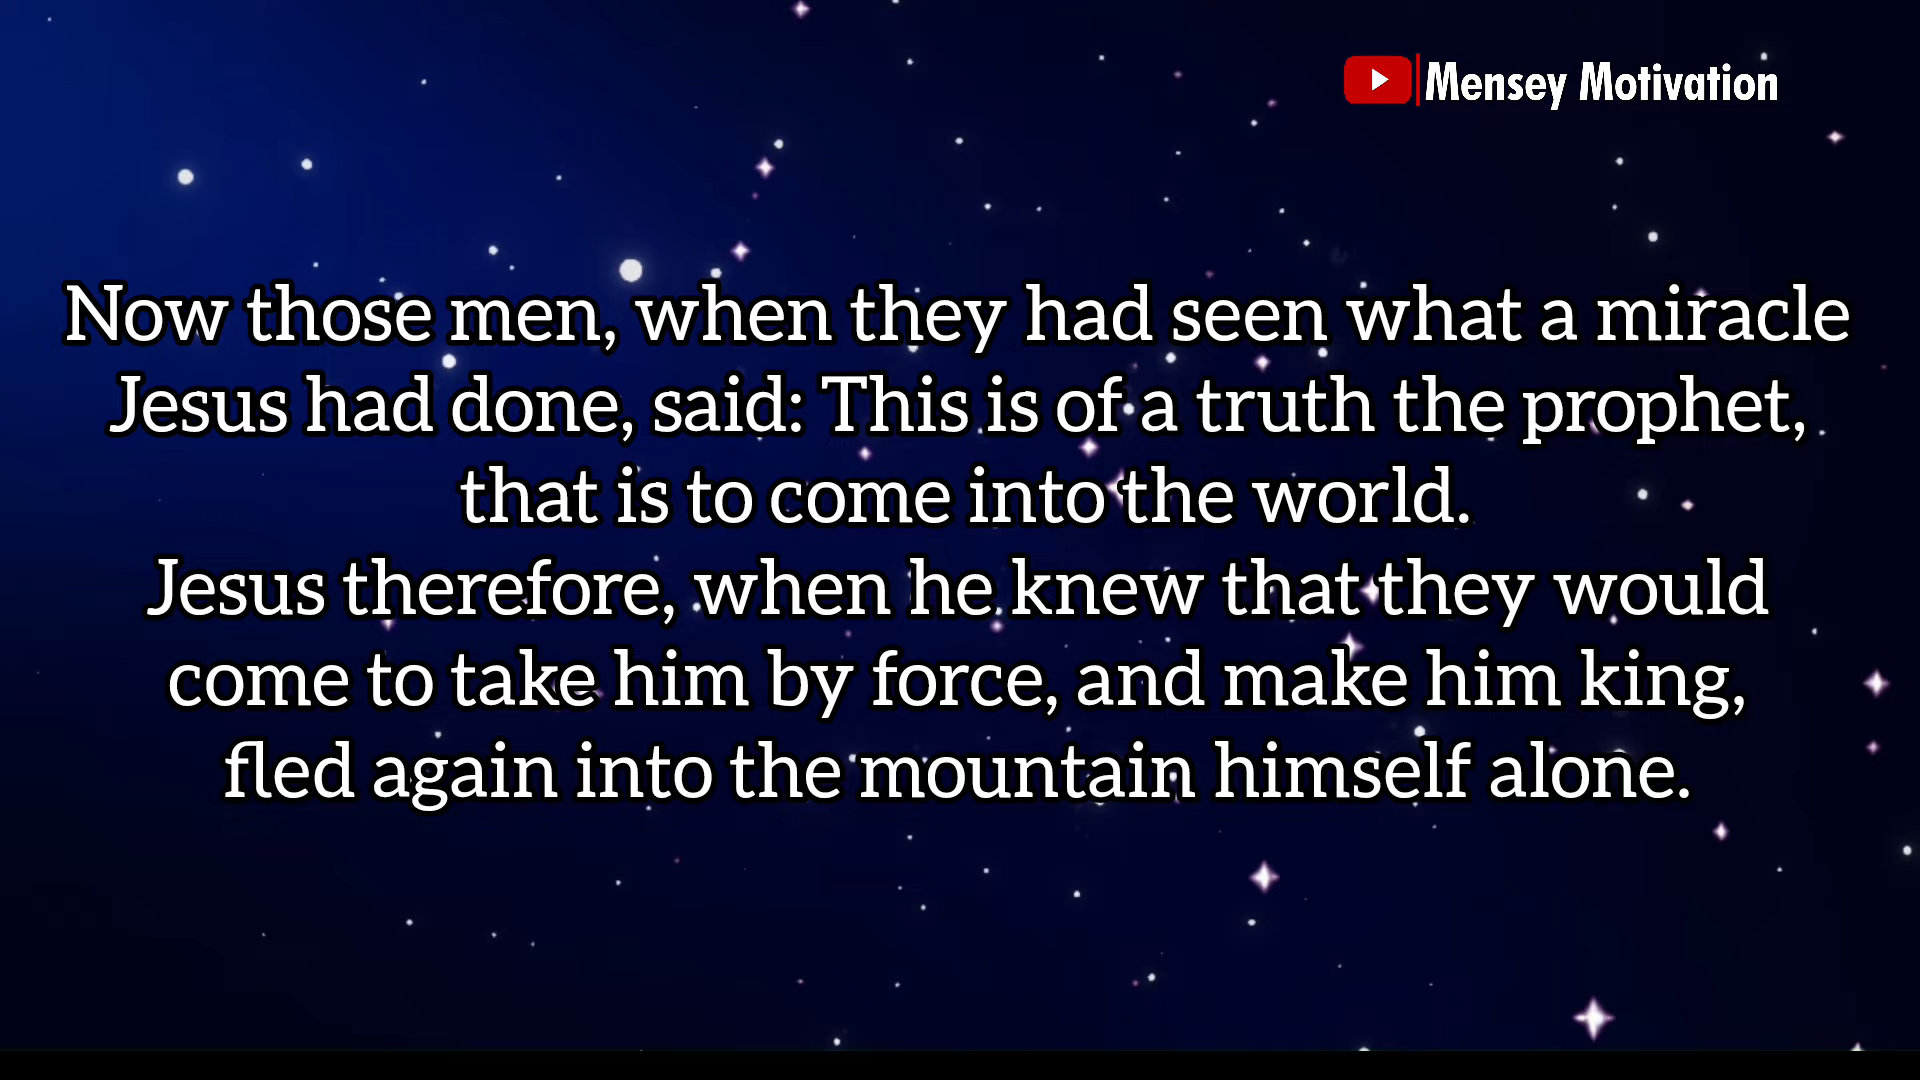 Mensey Motivation
Now those men, when they had seen what a miracle
Jesus had done, said: This is of a truth the prophet,
that is to come into the world.
Jesus therefore, when he knew that they would
come to take him by force, and make him king,
fled again into the mountain himself alone.